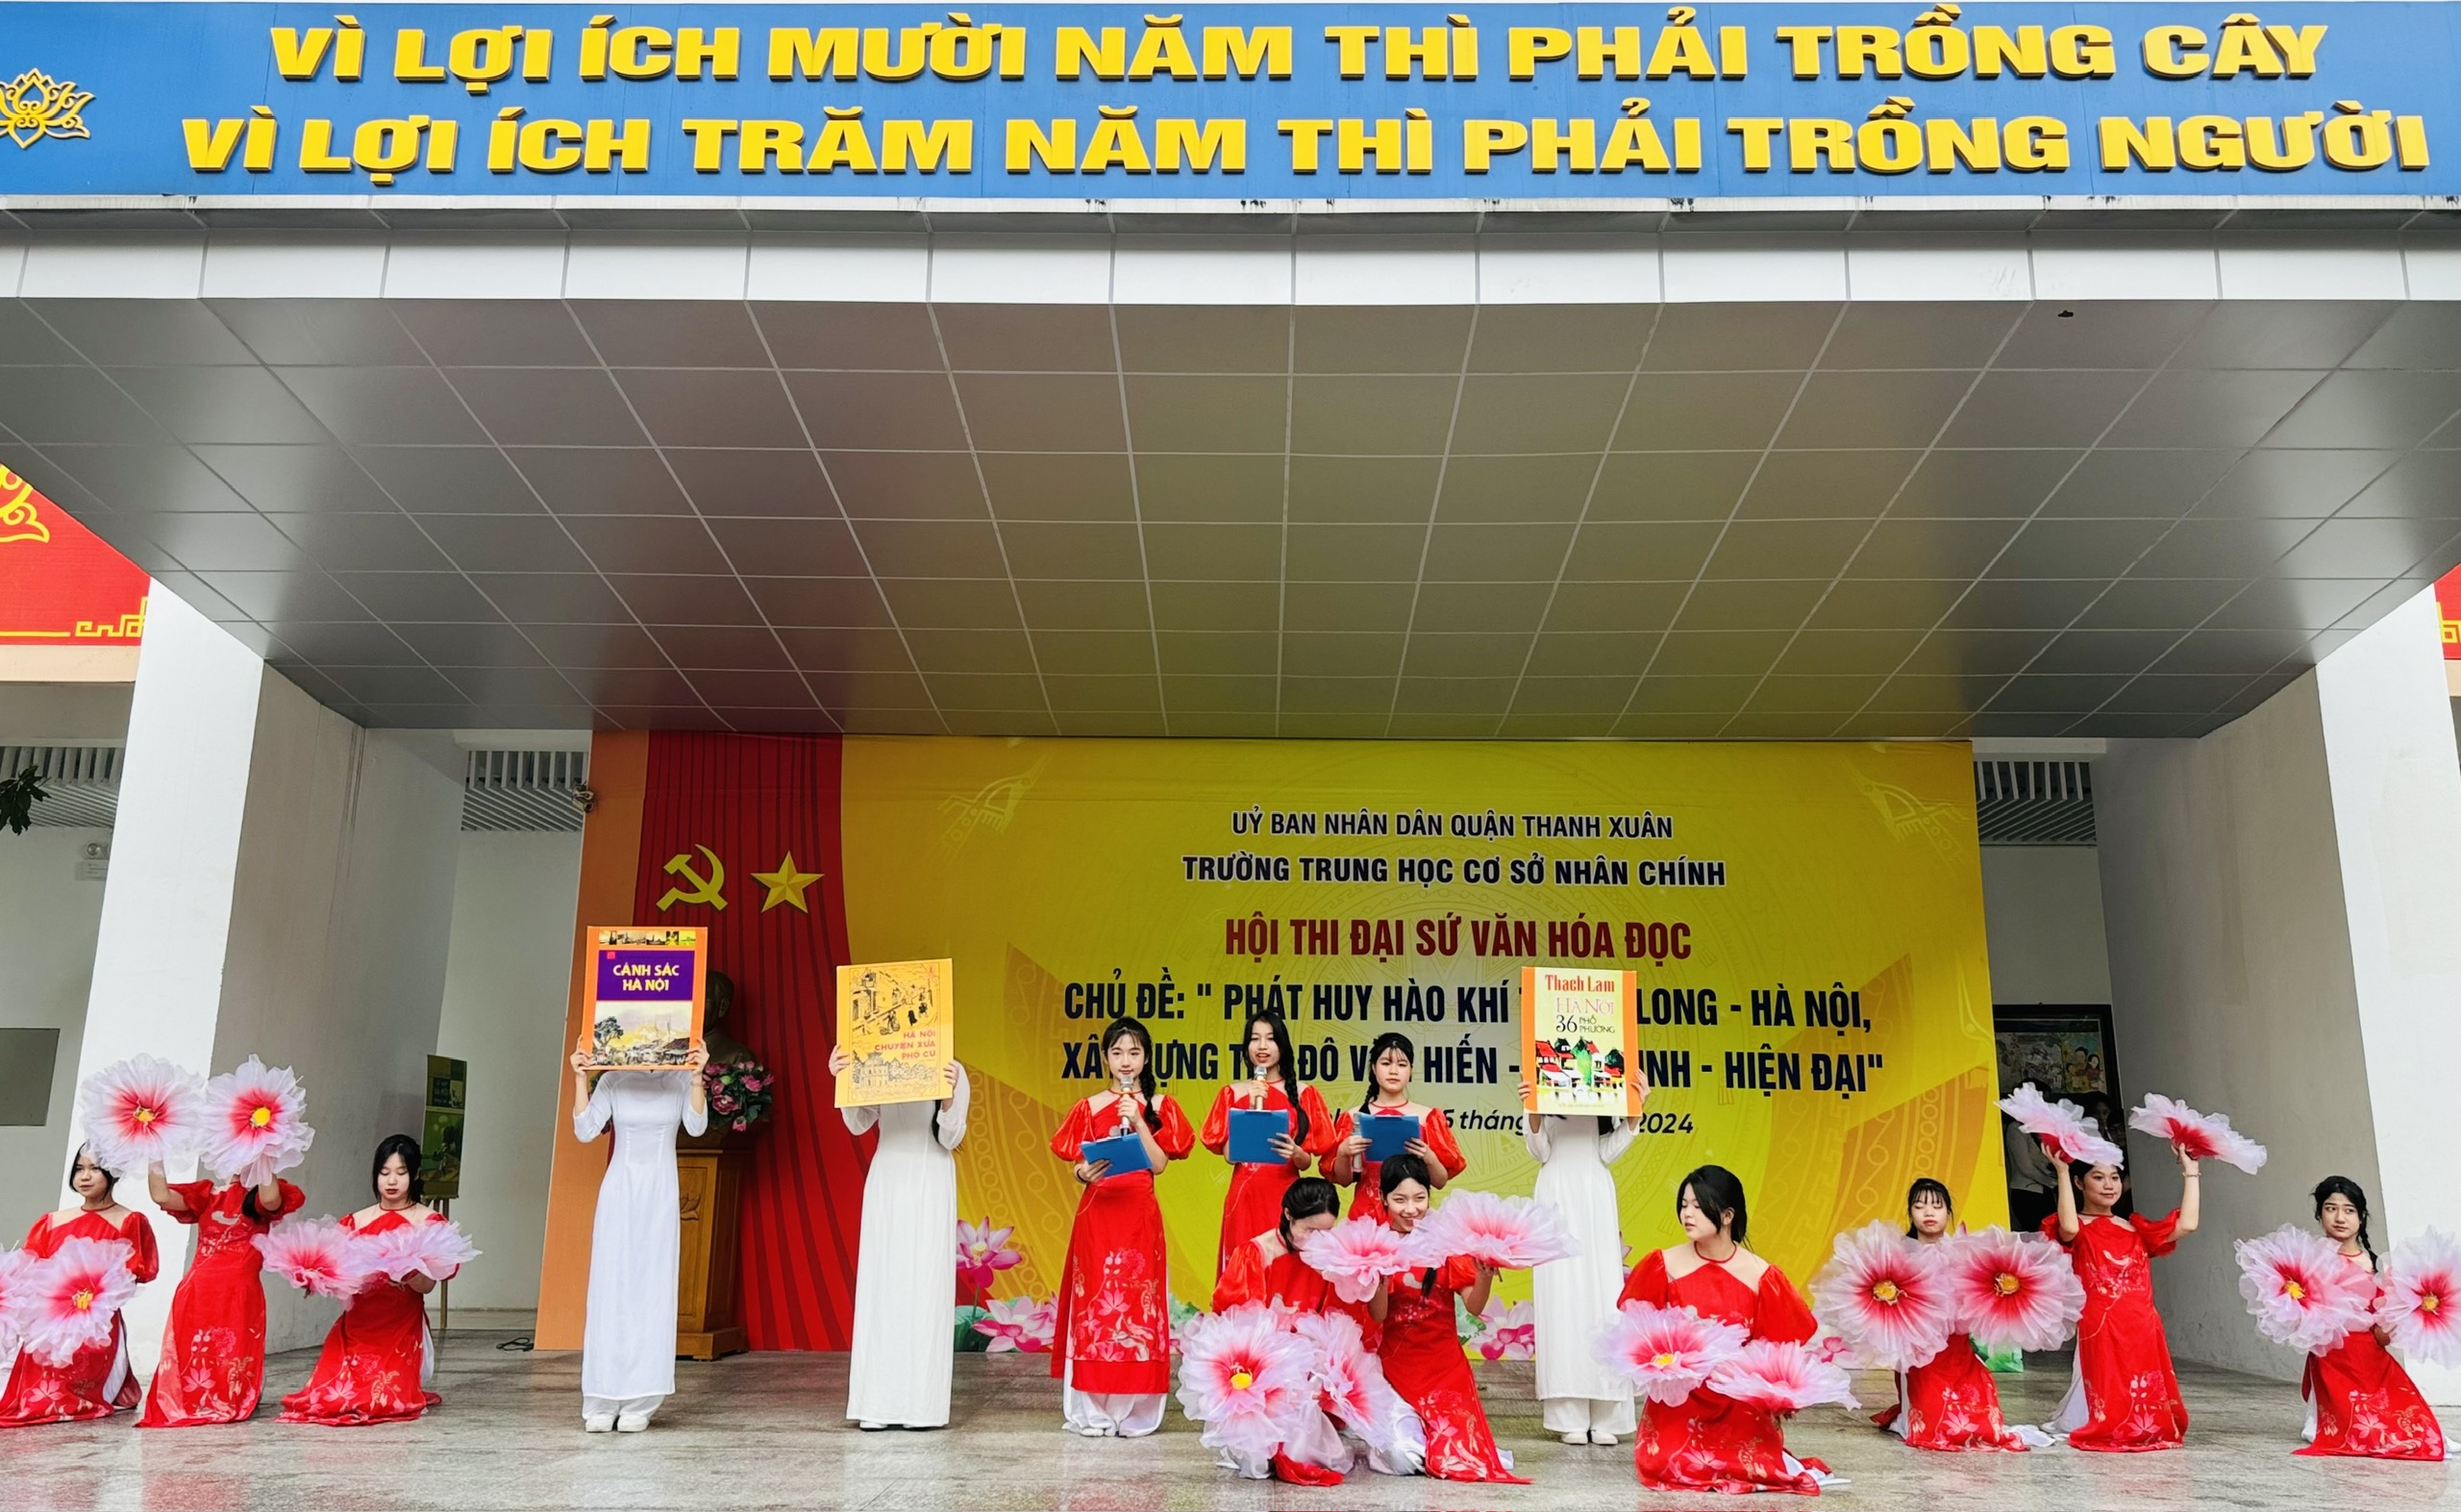 VÌ LỢI ÍCH MƯỜI NĂM THÌ PHẢI TRỒNG CÂY
VÌ LỢI ÍCH TRĂM NĂM THÌ PHẢI TRỒNG NGƯỜI
UỶ BAN NHÂN DÂN QUẬN THANH XUÂN
TRƯỜNG TRUNG HỌC CƠ SỞ NHÂN CHÍNH
HỘI THI ĐẠI SỨ VĂN HÓA ĐỌC
CHỦ ĐỀ: " PHÁT HUY HÀO KHÍ LONG - HÀ NỘI,
ĐÔ HIẾN - - HIỆN ĐẠI"
tháng 2024
CẢNH SẮC
HÀ NỘI
HÀ NỘI
CHUYỆN XƯA
PHỐ CŨ
Thạch Lam
HÀ NỘI
36 PHỐ
PHƯỜNG